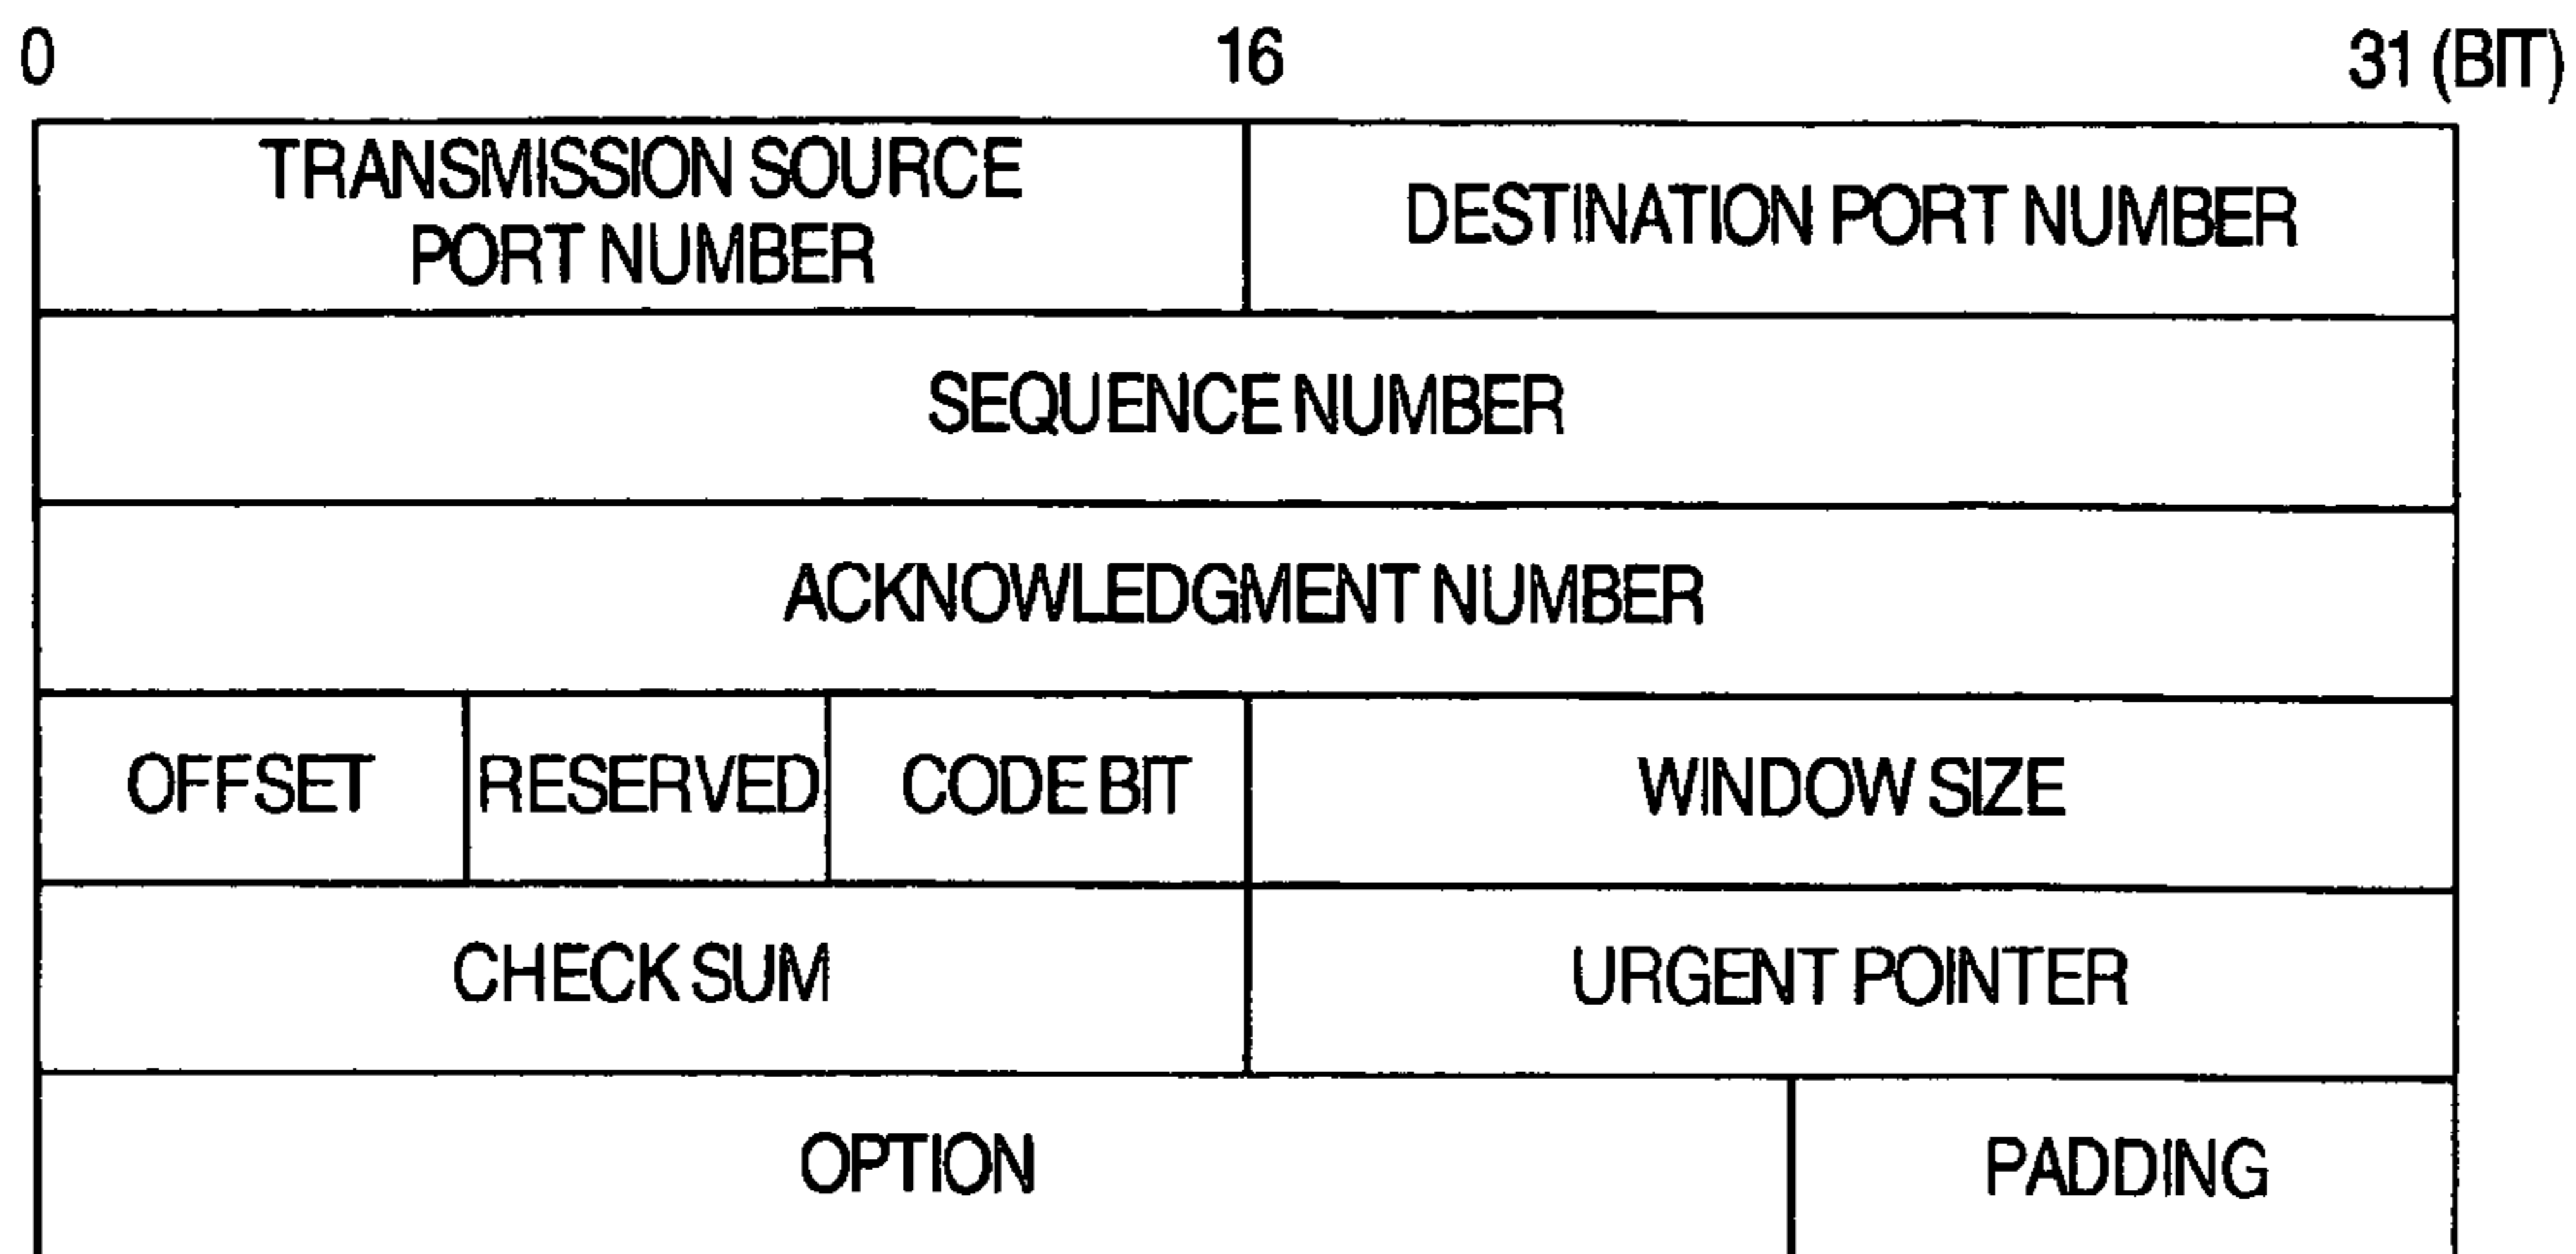 0 16 31 (BIT)
TRANSMISSION SOURCE
PORT NUMBER
DESTINATION PORT NUMBER
SEQUENCE NUMBER
ACKNOWLEDGMENT NUMBER
OFFSET RESERVED CODE BIT WINDOW SIZE
CHECK SUM URGENT POINTER
OPTION PADDING